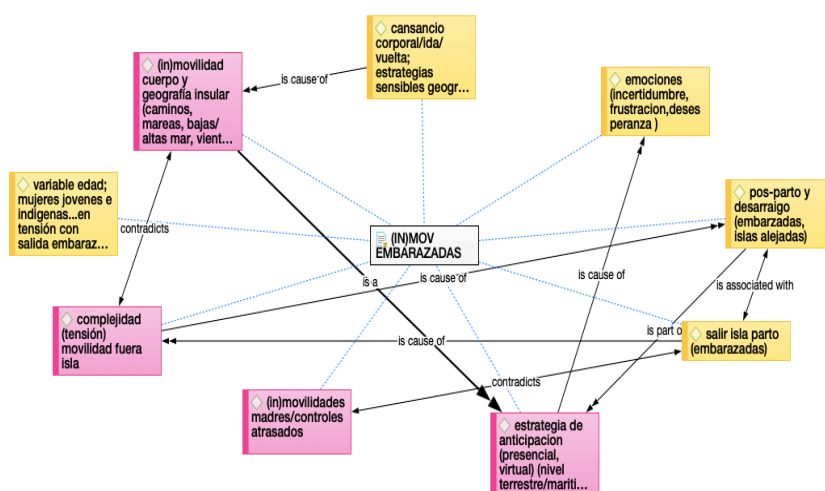 cansancio
corporal/ida/
vuelta;
estrategias
sensibles geogr...
(in)movilidad
cuerpo y
geografía insular
(caminos,
mareas, bajas/
altas mar, vient...
is cause of
emociones
(incertidumbre,
frustracion,deses
peranza )
variable edad;
mujeres jovenes e
indigenas...en
tensión con
salida embaraz...
contradicts
pos-parto y
desarraigo
(embarzadas,
islas alejadas)
(IN)MOV
EMBARAZADAS
is a
is cause of
is cause of
is associated with
complejidad
(tensión)
movilidad fuera
isla
is cause of
is part o
salir isla parto
(embarazadas)
contradicts
(in)movilidades
madres/controles
atrasados
estrategia de
anticipacion
(presencial,
virtual) (nivel
terrestre/mariti...